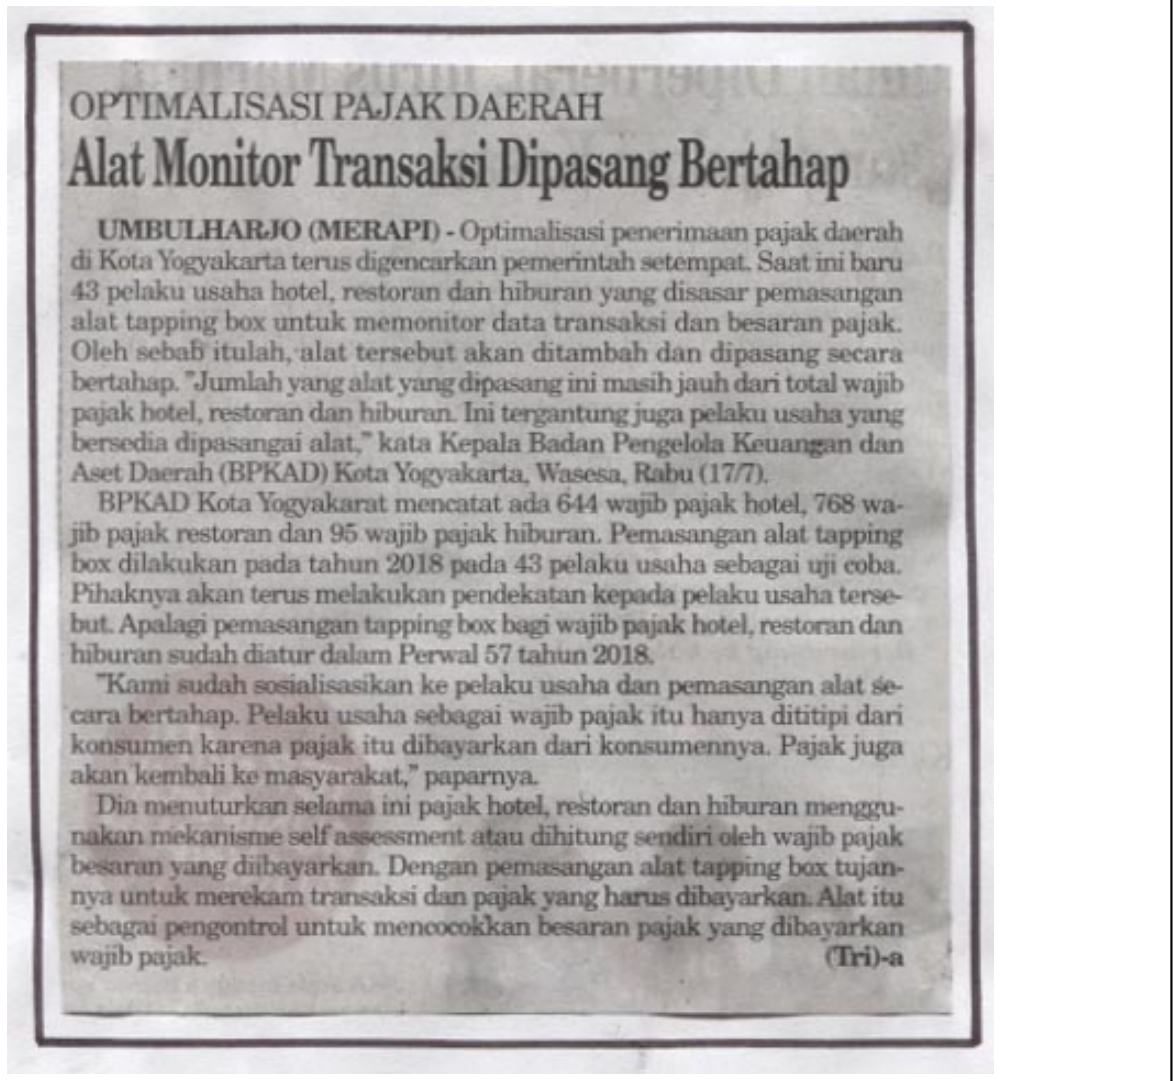 OPTIMALISASI PAJAK DAERAH
Alat Monitor Transaksi Dipasang Bertahap
UMBULHARJO (MERAPI) - Optimalisasi penerimaan pajak daerah
di Kota Yogyakarta terus digencarkan pemerintah setempat. Saat ini baru
43 pelaku usaha hotel, restoran dan hiburan yang disasar pemasangan
alat tapping box untuk memonitor data transaksi dan besaran pajak.
Oleh sebab itulah, alat tersebut akan ditambah dan dipasang secara
bertahap. "Jumlah yang alat yang dipasang ini masih jauh dari total wajib
pajak hotel, restoran dan hiburan. Ini tergantung juga pelaku usaha yang
bersedia dipasangai alat," kata Kepala Badan Pengelola Keuangan dan
Aset Daerah (BPKAD) Kota Yogyakarta, Wasesa, Rabu (17/7).
BPKAD Kota Yogyakarat mencatat ada 644 wajib pajak hotel, 768 wa-
jib pajak restoran dan 95 wajib pajak hiburan. Pemasangan alat tapping
box dilakukan pada tahun 2018 pada 43 pelaku usaha sebagai uji coba.
Pihaknya akan terus melakukan pendekatan kepada pelaku usaha terse-
but. Apalagi pemasangan tapping box bagi wajib pajak hotel, restoran dan
hiburan sudah diatur dalam Perwal 57 tahun 2018.
"Kami sudah sosialisasikan ke pelaku usaha dan pemasangan alat se-
cara bertahap. Pelaku usaha sebagai wajib pajak itu hanya dititipi dari
konsumen karena pajak itu dibayarkan dari konsumennya. Pajak juga
akan kembali ke masyarakat," paparnya.
Dia menuturkan selama ini pajak hotel, restoran dan hiburan menggu-
nakan mekanisme self assessment atau dihitung sendiri oleh wajib pajak
besaran yang diibayarkan. Dengan pemasangan alat tapping box tujan-
nya untuk merekam transaksi dan pajak yang harus dibayarkan. Alat itu
sebagai pengontrol untuk mencocokkan besaran pajak yang dibayarkan
wajib pajak. (Tri)-a